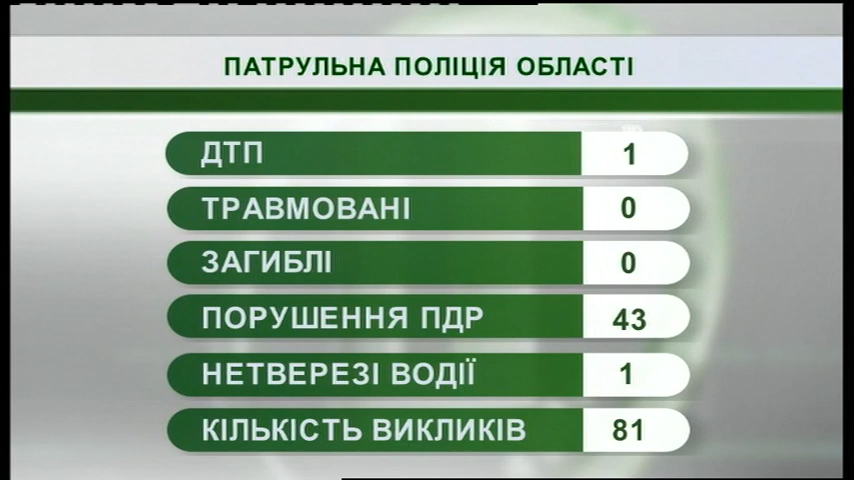 ПАТРУЛЬНА ПОЛІЦІЯ ОБЛАСТІ
ДТП 1
ТРАВМОВАНІ 0
ЗАГИБЛІ 0
ПОРУШЕННЯ ПДР 43
НЕТВЕРЕЗІ ВОДІЇ 1
КІЛЬКІСТЬ ВИКЛИКІВ 81